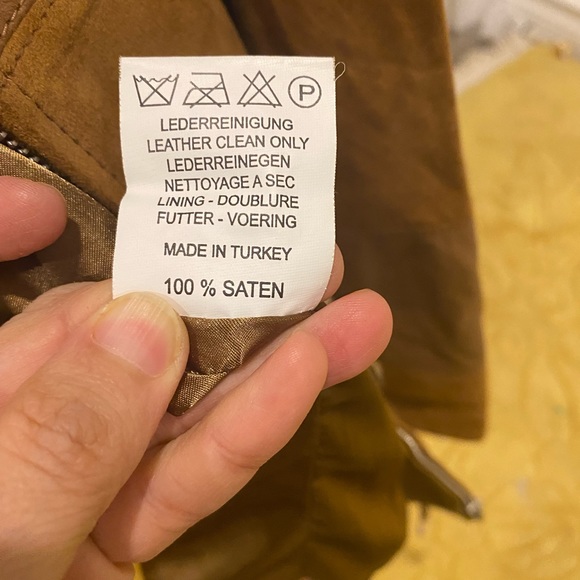 P
LEDERREINIGUNG
LEATHER CLEAN ONLY
LEDERREINEGEN
NETTOYAGE A SEC
LINING - DOUBLURE
FUTTER - VOERING
MADE IN TURKEY
100 % SATEN